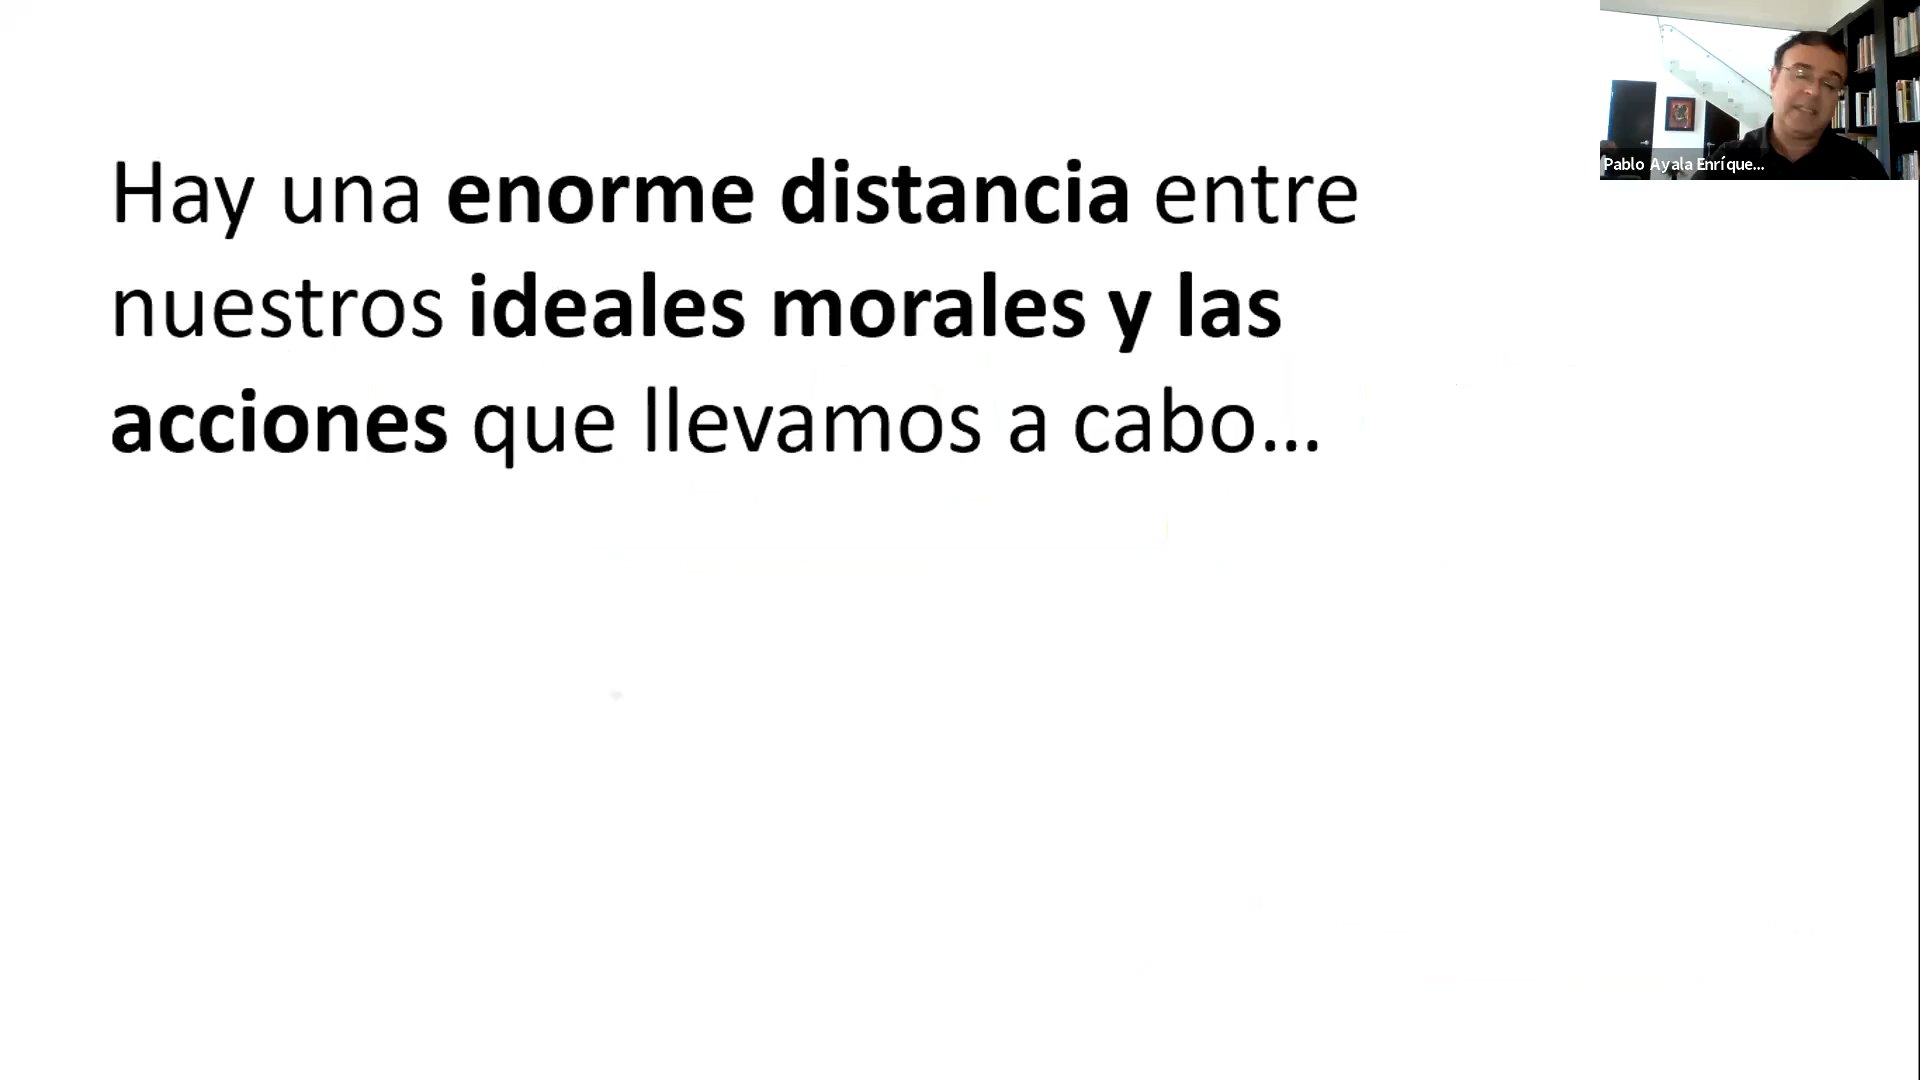 Hay una enorme distancia entre
nuestros ideales morales y las
acciones que llevamos a cabo...
Pablo Ayala Enríque...